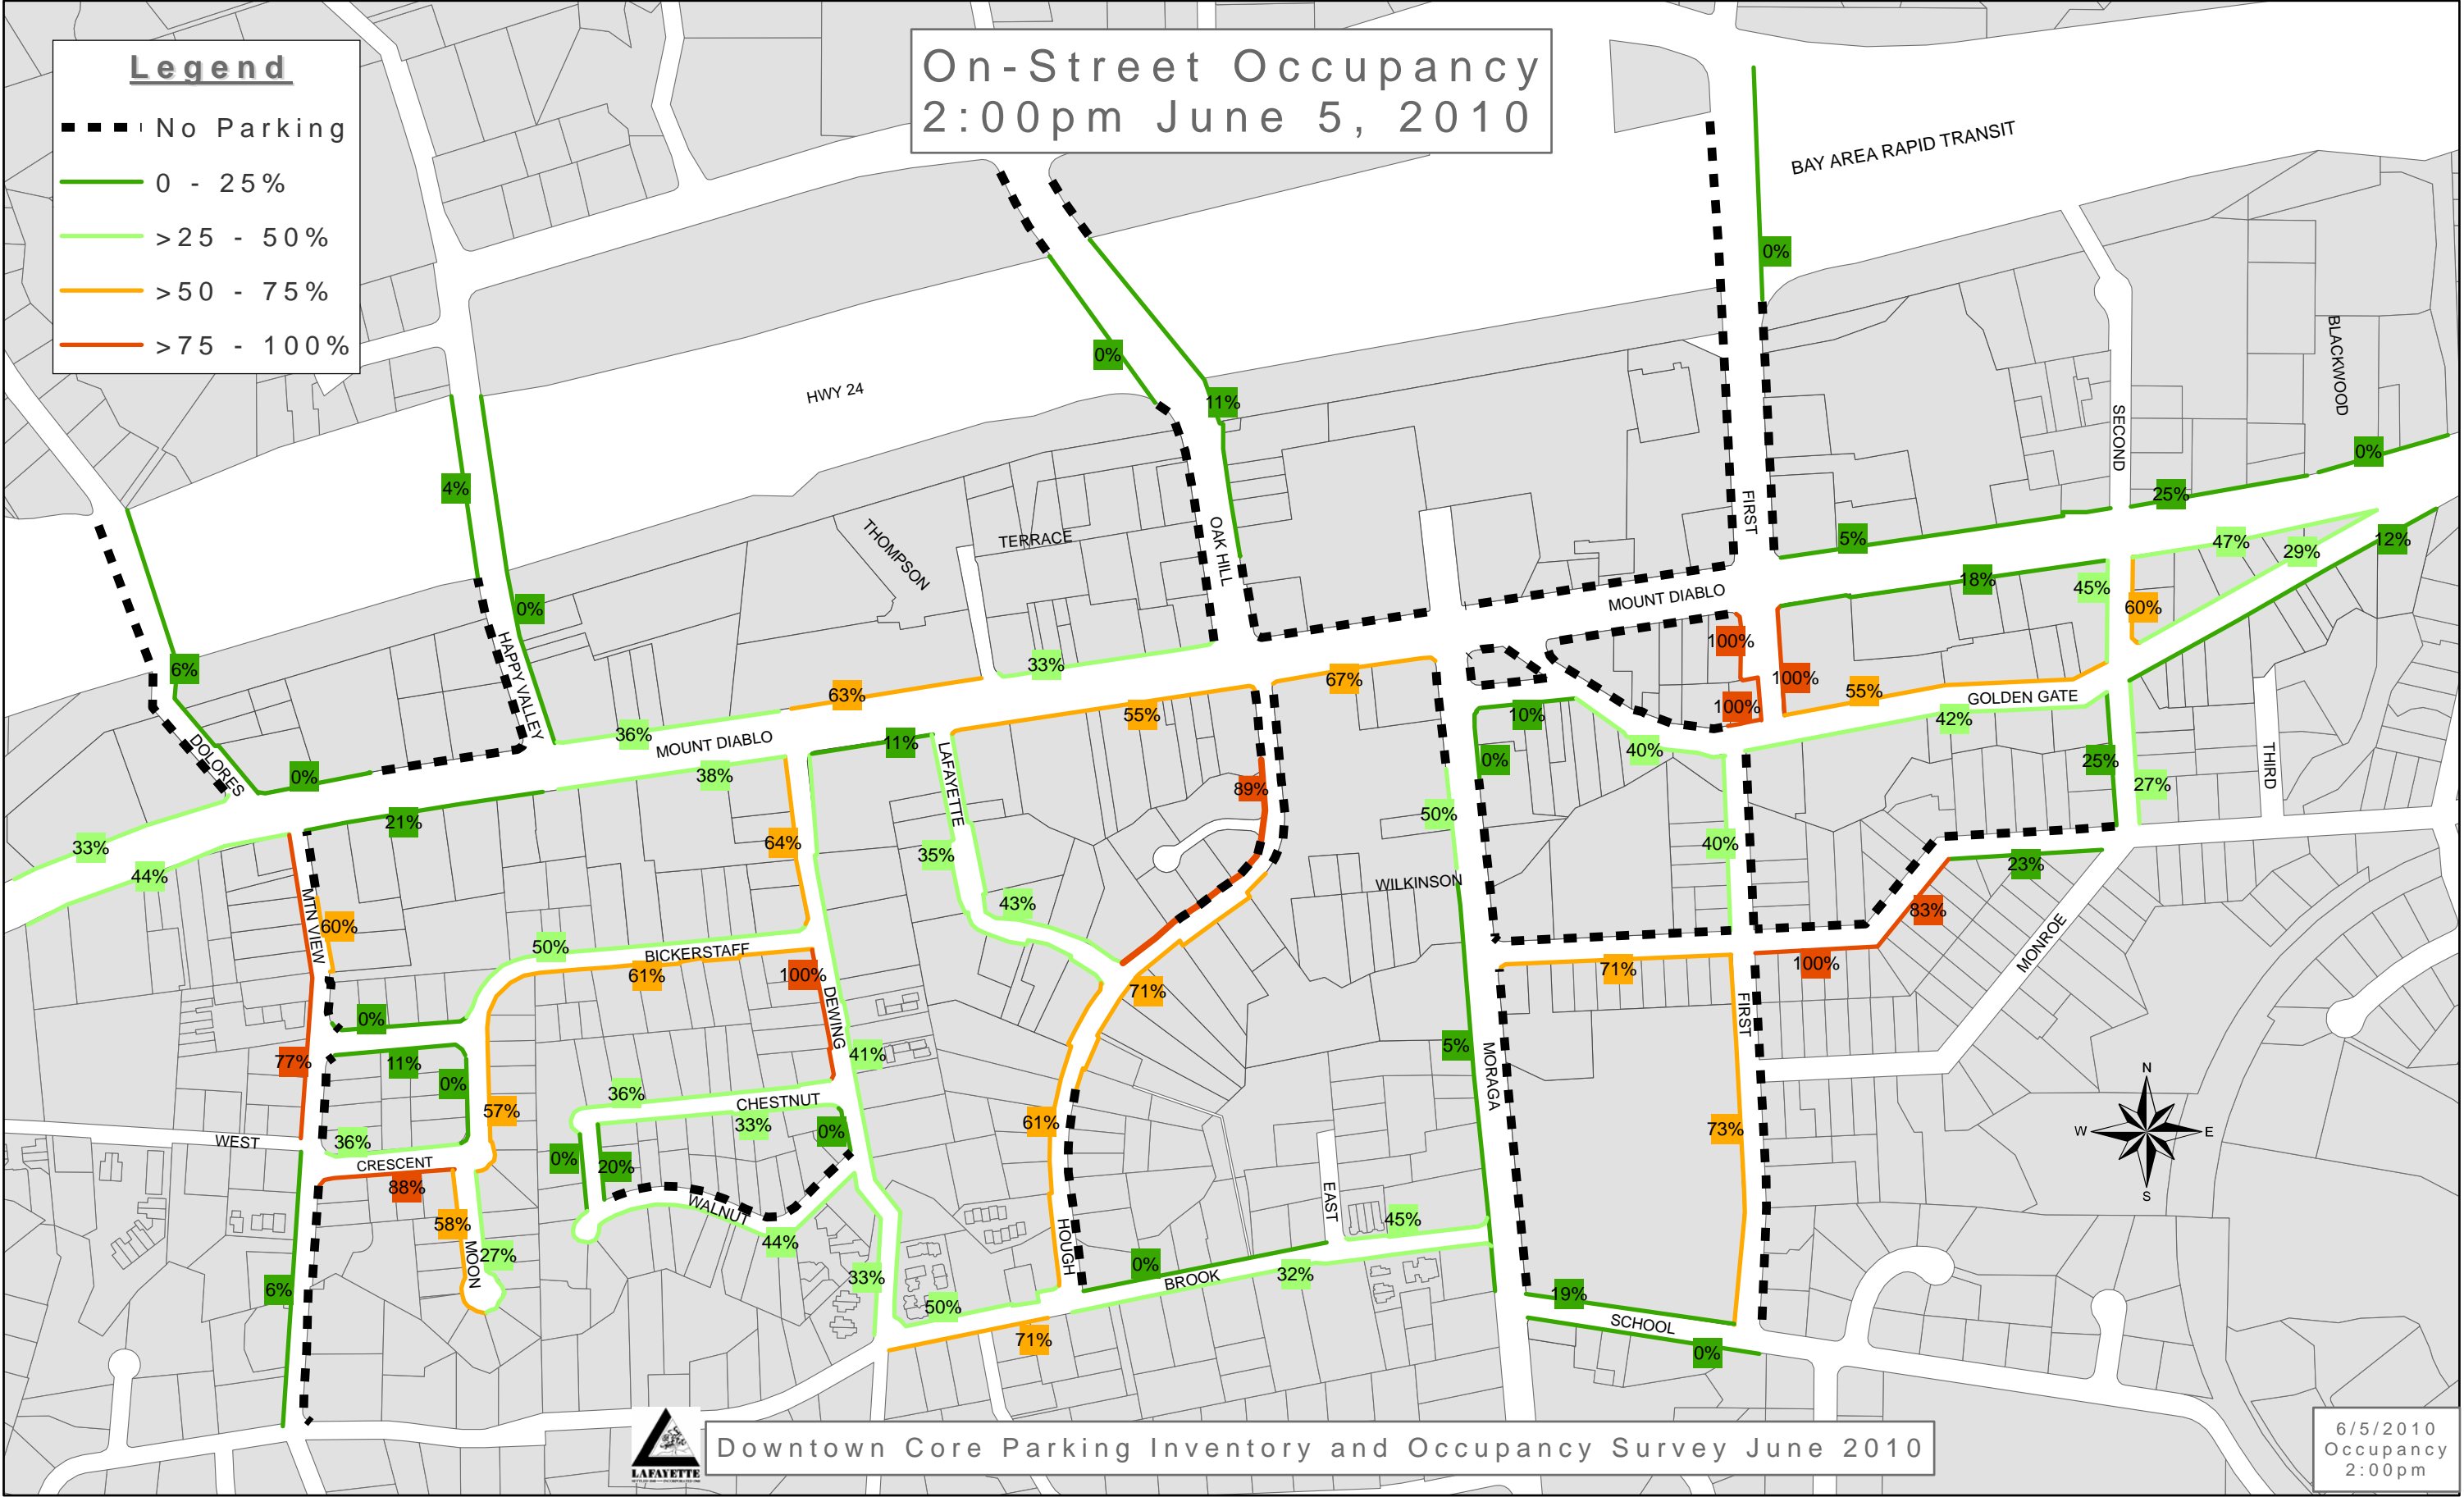 On-Street Occupancy
2:00pm June 5, 2010
Legend
No Parking
0 - 25%
>25 - 50%
>50 - 75%
>75 - 100%
BAY AREA RAPID TRANSIT
0%
0%
HWY 24
11%
BLACKWOOD
SECOND
0%
4%
25%
FIRST
OAK HILL
THOMPSON
TERRACE
5%
47%
29%
12%
18%
45%
60%
0%
MOUNT DIABLO
HAPPY VALLEY
100%
6%
33%
100%
67%
63%
55%
GOLDEN GATE
100%
55%
10%
42%
36%
MOUNT DIABLO
11%
40%
DOLORES
0%
38%
LAFAYETTE
0%
25%
27%
THIRD
89%
21%
50%
64%
40%
33%
35%
44%
23%
WILKINSON
43%
83%
MTN VIEW
60%
50%
BICKERSTAFF
MONROE
61%
100%
71%
100%
71%
DEWING
0%
FIRST
77%
11%
41%
5%
MORAGA
N
0%
36%
57%
CHESTNUT
61%
33%
0%
73%
W
E
WEST
36%
CRESCENT
0%
20%
88%
S
EAST
WALNUT
58%
45%
HOUGH
44%
MOON
27%
33%
0%
BROOK
32%
6%
50%
19%
71%
SCHOOL
0%
LAFAYETTE
Downtown Core Parking Inventory and Occupancy Survey June 2010
6/5/2010
Occupancy
2:00pm